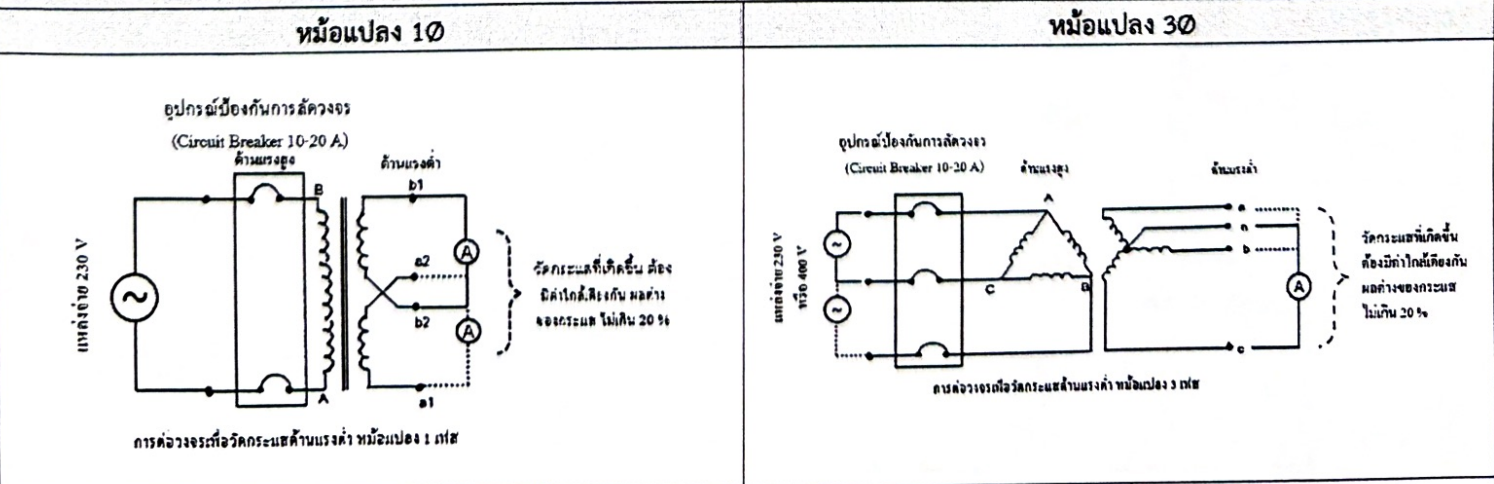 หม้อแปลง 1Ø
อุปกรณ์ป้องกันการลัดวงจร
(Circuit Breaker 10-20 A)
ด้านแรงสูง
ด้านแรงต่ำ
B
b1
A
a2
b2
A
A
a1
แหล่งจ่าย 230 V
~
วัดกระแสที่เกิดขึ้น ต้อง
มีค่าใกล้เคียงกัน ผลต่าง
ของกระแส ไม่เกิน 20 %
การต่อวงจรเพื่อวัดกระแสด้านแรงต่ำ หม้อแปลง 1 เฟส
หม้อแปลง 3Ø
อุปกรณ์ป้องกันการลัดวงจร
(Circuit Breaker 10-20 A)
ด้านแรงสูง
ด้านแรงต่ำ
A
a
n
b
C
B
A
c
แหล่งจ่าย 230 V
หรือ 400 V
~
~
วัดกระแสที่เกิดขึ้น
ต้องมีค่าใกล้เคียงกัน
ผลต่างของกระแส
ไม่เกิน 20 %
การต่อวงจรเพื่อวัดกระแสด้านแรงต่ำ หม้อแปลง 3 เฟส